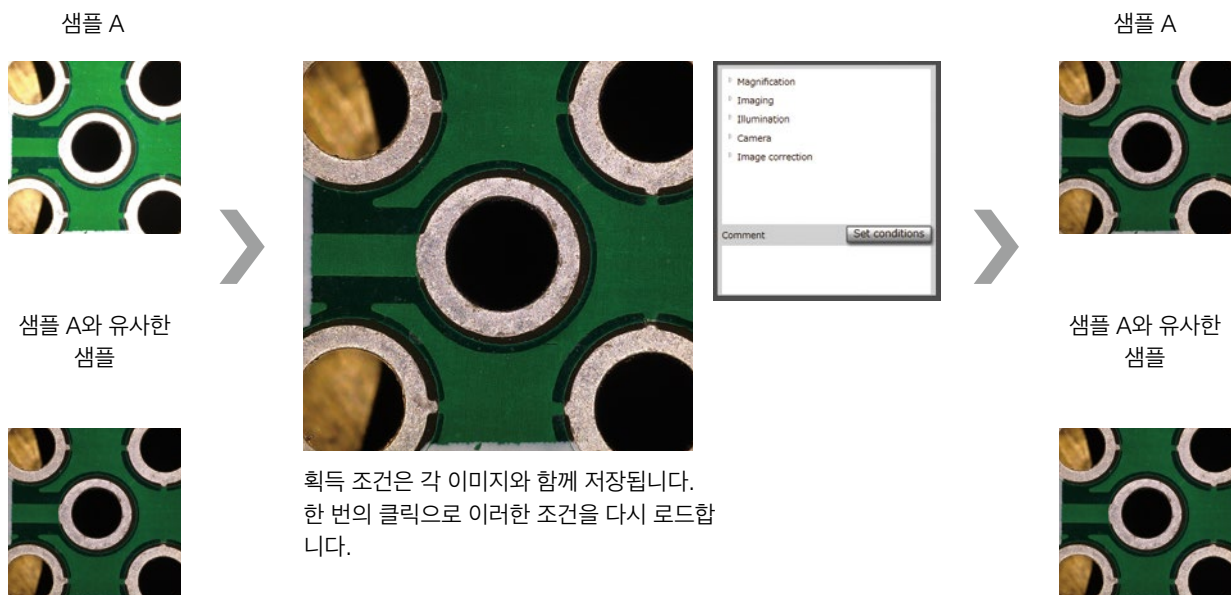 샘플 A
샘플 A와 유사한
샘플
Magnification
Imaging
Illumination
Camera
Image correction
Comment
Set conditions
획득 조건은 각 이미지와 함께 저장됩니다.
한 번의 클릭으로 이러한 조건을 다시 로드합
니다.
샘플 A
샘플 A와 유사한
샘플